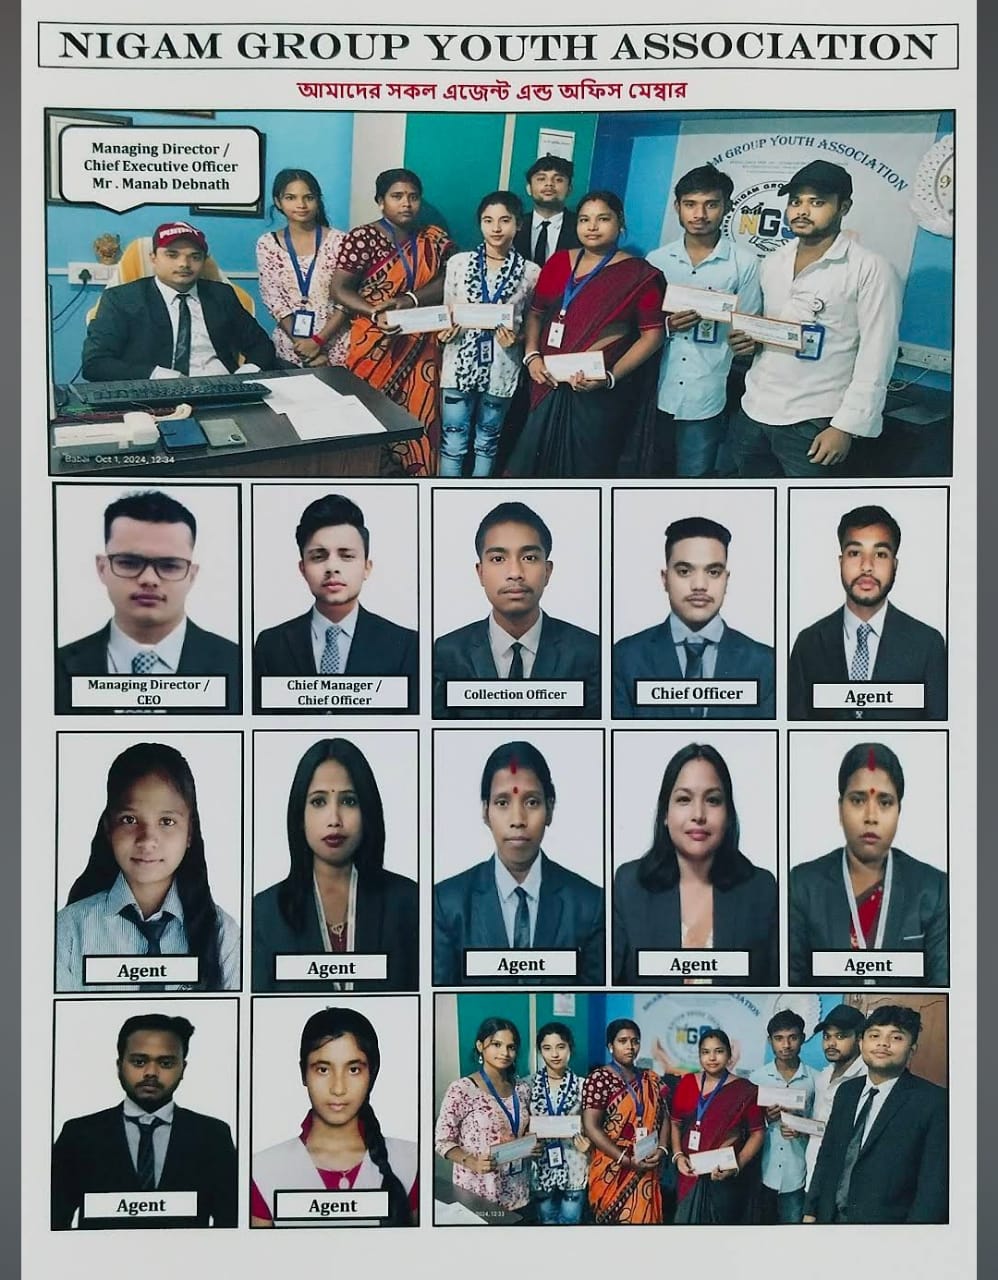 NIGAM GROUP YOUTH ASSOCIATION
আমাদের সকল এজেন্ট এন্ড অফিস মেম্বার
Managing Director /
Chief Executive Officer
Mr . Manab Debnath
GROUP YOUTH ASSOCIATION
Babai Oct 1, 2024, 12:34
Managing Director /
CEO
Chief Manager /
Chief Officer
Collection Officer
Chief Officer
Agent
Agent
Agent
Agent
Agent
Agent
Agent
Agent
2024, 12:33